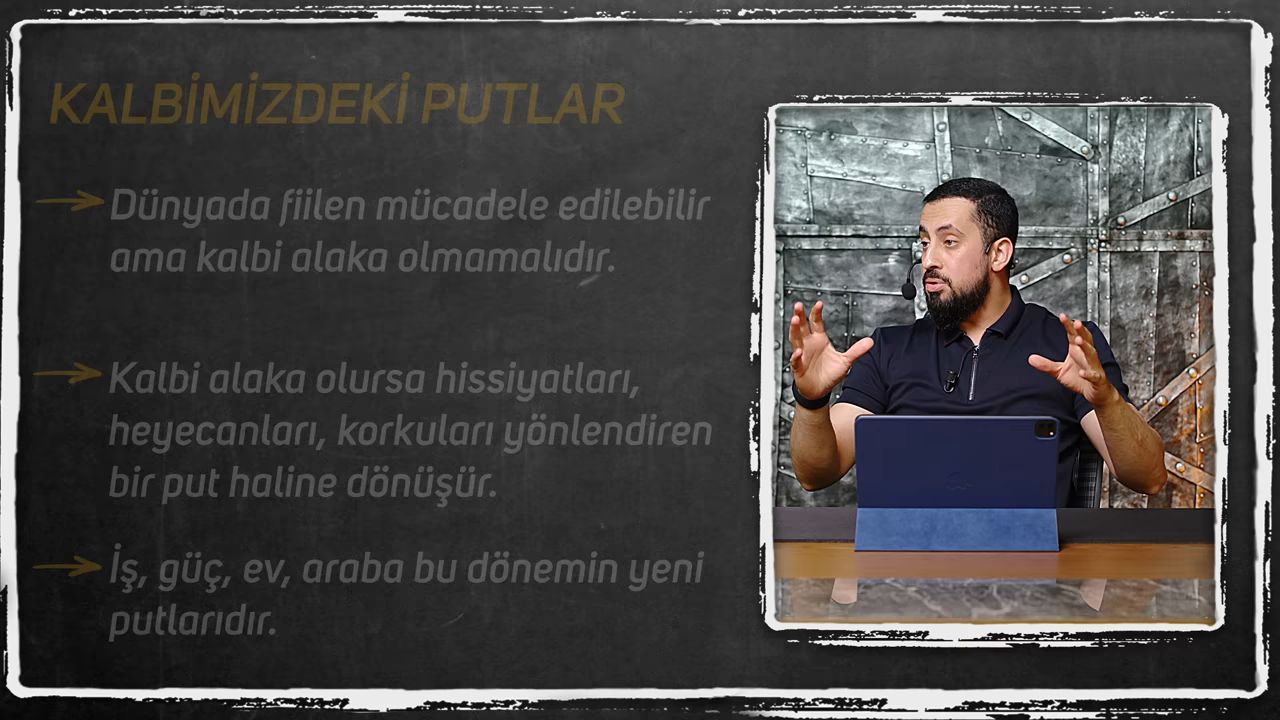 KALBİMİZDEKİ PUTLAR
Dünyada fiilen mücadele edilebilir
ama kalbi alaka olmamalıdır.
Kalbi alaka olursa hissiyatları,
heyecanları, korkuları yönlendiren
bir put haline dönüşür.
İş, güç, ev, araba bu dönemin yeni
putlarıdır.